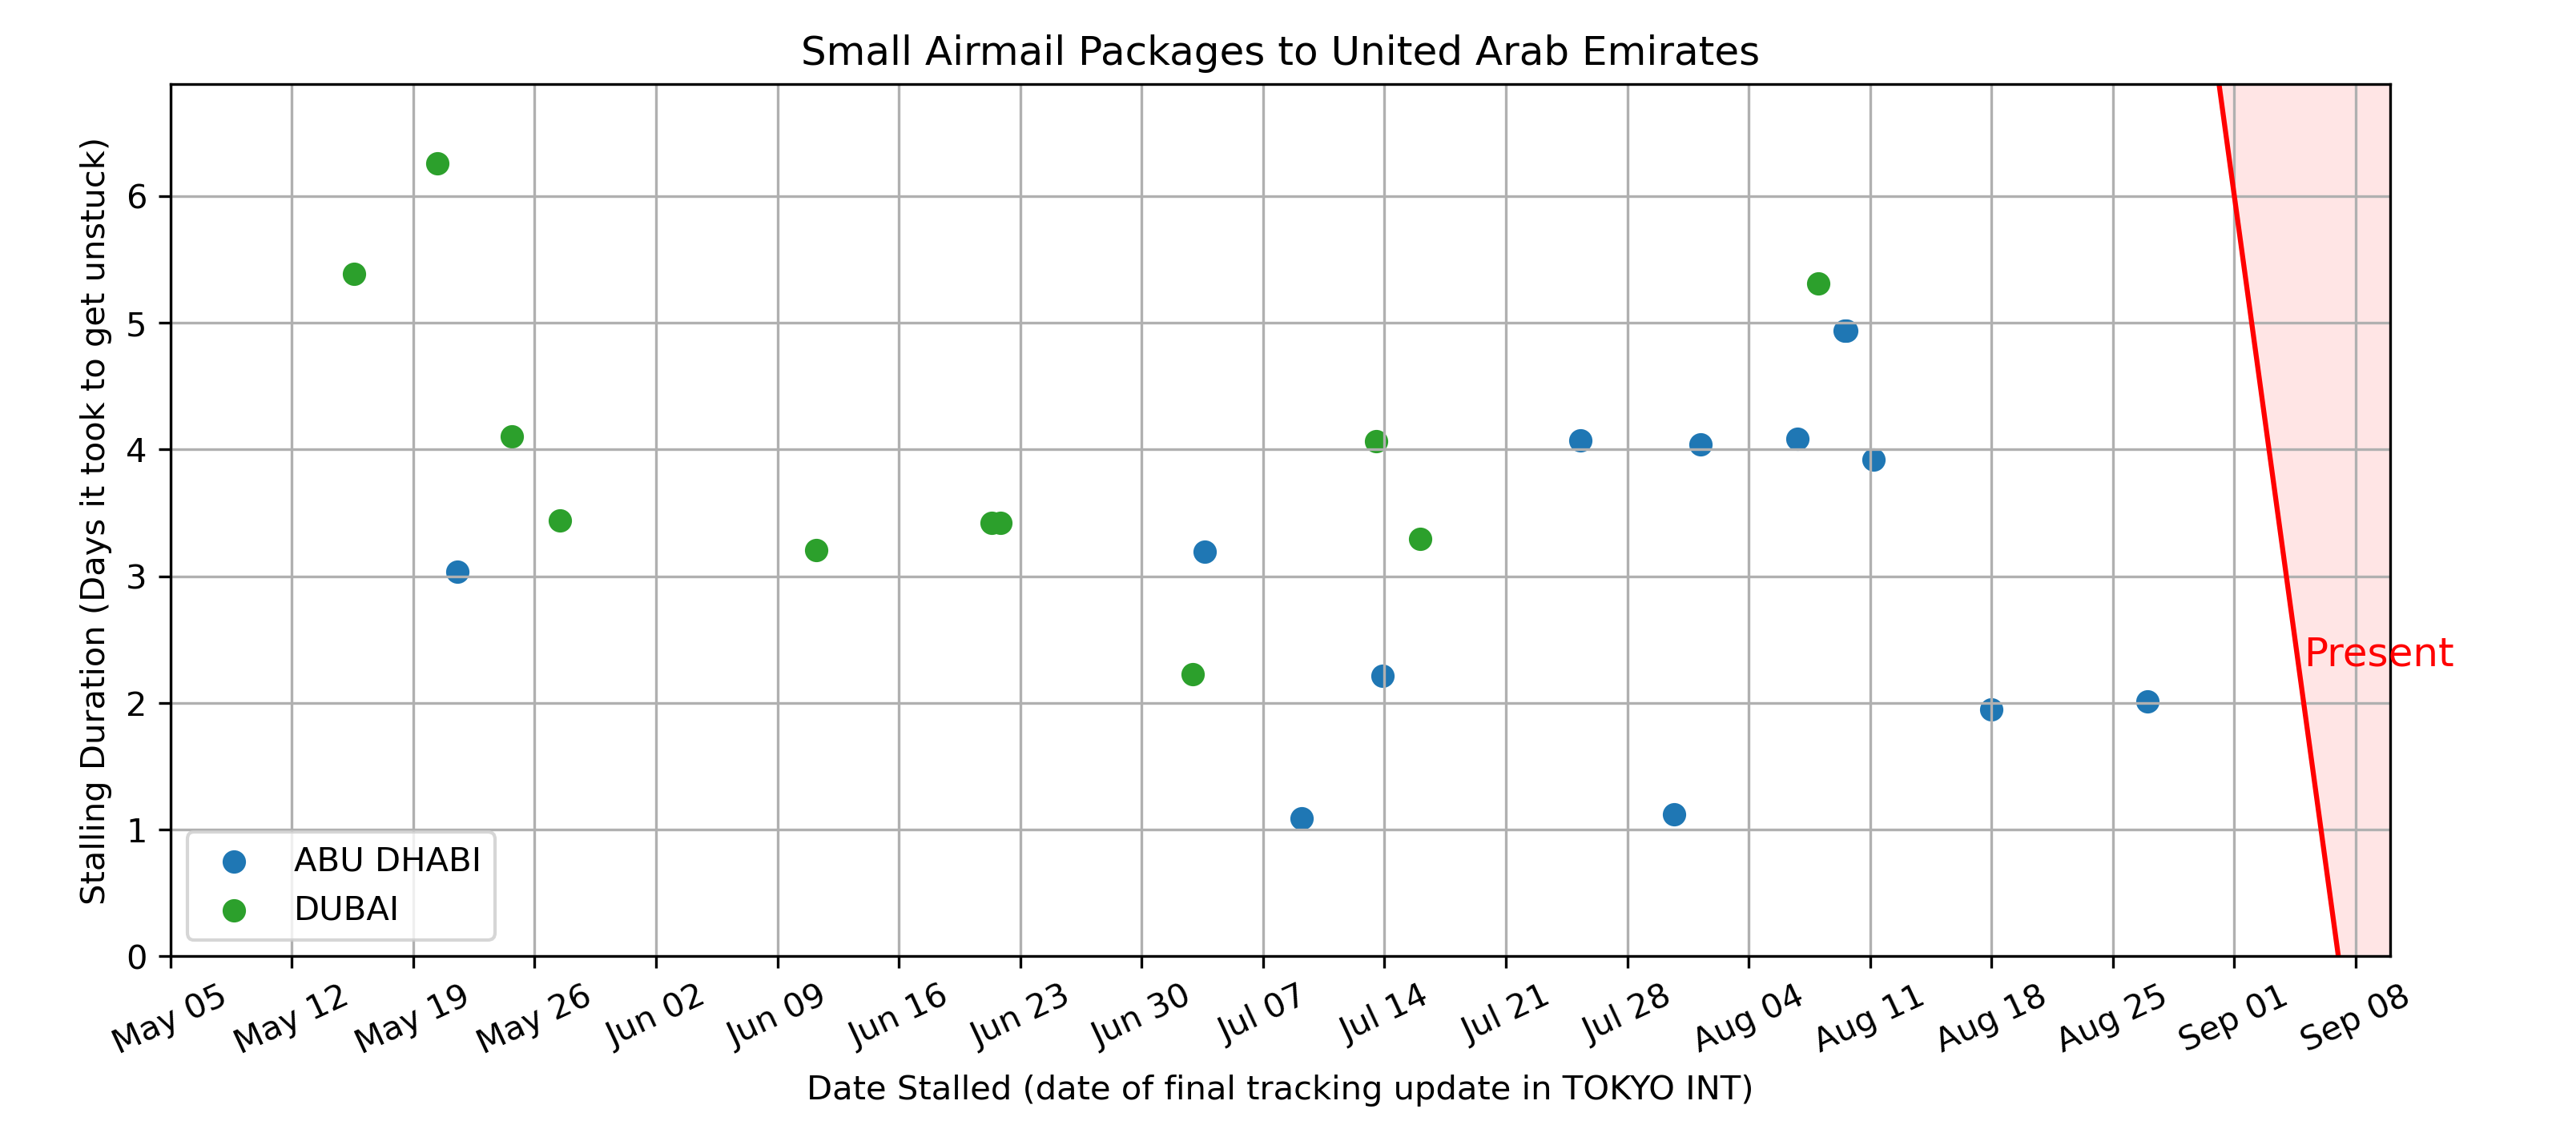 Small Airmail Packages to United Arab Emirates
Stalling Duration (Days it took to get unstuck)
6
5
4
3
2
1
0
Present
ABU DHABI
DUBAI
May 05
May 12
May 19
May 26
Jun 02
Jun 09
Jun 16
Jun 23
Jun 30
Jul 07
Jul 14
Jul 21
Jul 28
Aug 04
Aug 11
Aug 18
Aug 25
Sep 01
Sep 08
Date Stalled (date of final tracking update in TOKYO INT)